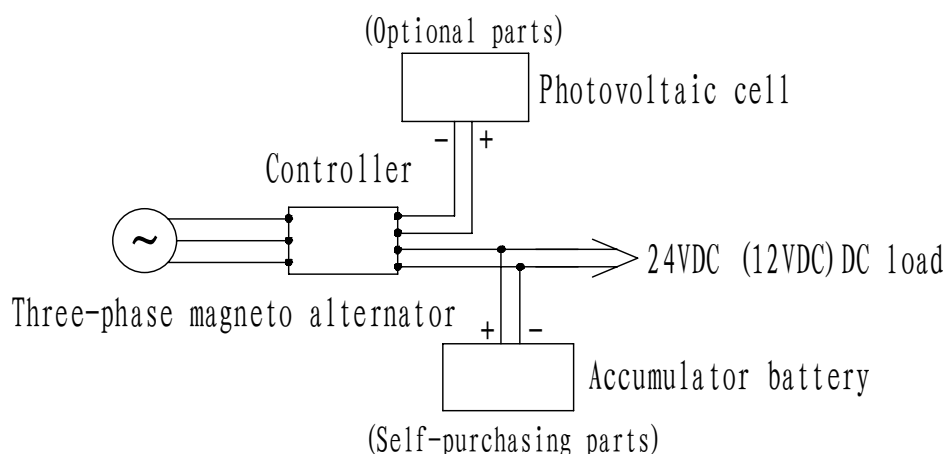 (Optional parts)
Photovoltaic cell
- +
Controller
~
24VDC (12VDC) DC load
Three-phase magneto alternator
+ -
Accumulator battery
(Self-purchasing parts)